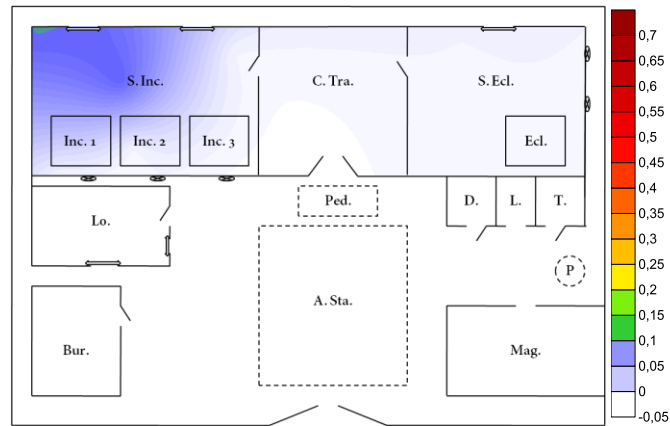 S. Inc.
C. Tra.
S. Ecl.
Inc. 1
Inc. 2
Inc. 3
Ecl.
Lo.
Ped.
D.
L.
T.
P
A. Sta.
Bur.
Mag.
0,7
0,65
0,6
0,55
0,5
0,45
0,4
0,35
0,3
0,25
0,2
0,15
0,1
0,05
0
-0,05